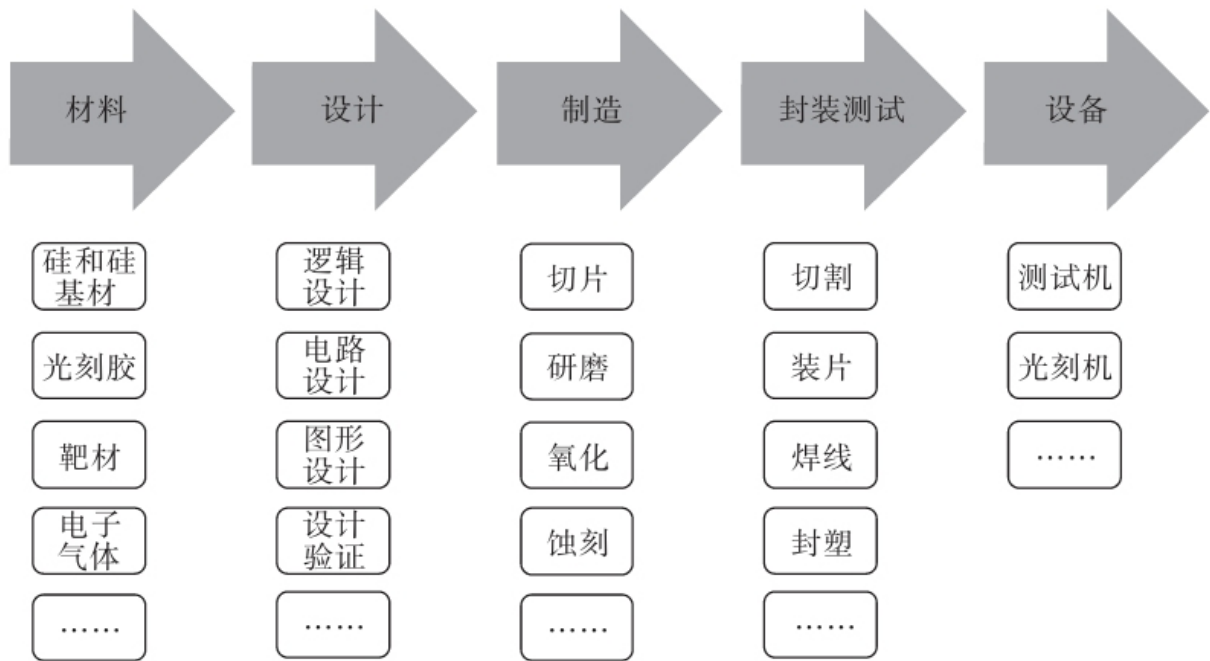 材料
设计
制造
封装测试
设备
硅和硅
基材
逻辑
设计
切片
切割
测试机
光刻胶
电路
设计
研磨
装片
光刻机
靶材
图形
设计
氧化
焊线
……
电子
气体
设计
验证
蚀刻
封塑
……
……
……
……